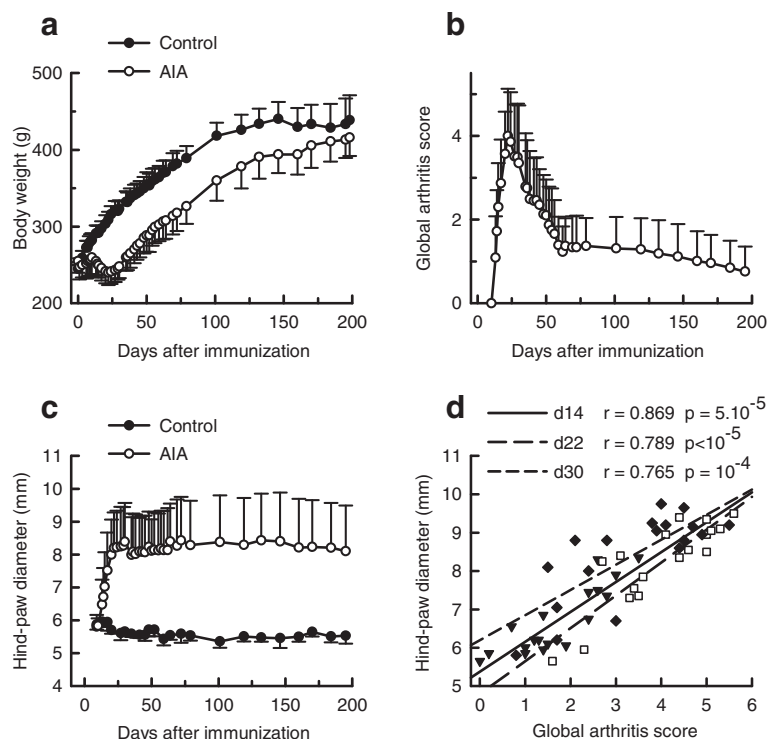 a
Control
AIA
500
400
300
200
Body weight (g)
0 50 100 150 200
Days after immunization
b
4
2
0
Global arthritis score
0 50 100 150 200
Days after immunization
c
Control
AIA
11
10
9
8
7
6
5
4
Hind-paw diameter (mm)
0 50 100 150 200
Days after immunization
d
d14 r = 0.869 p = 5.10-5
d22 r = 0.789 p<10-5
d30 r = 0.765 p = 10-4
11
10
9
8
7
6
5
Hind-paw diameter (mm)
0 1 2 3 4 5 6
Global arthritis score